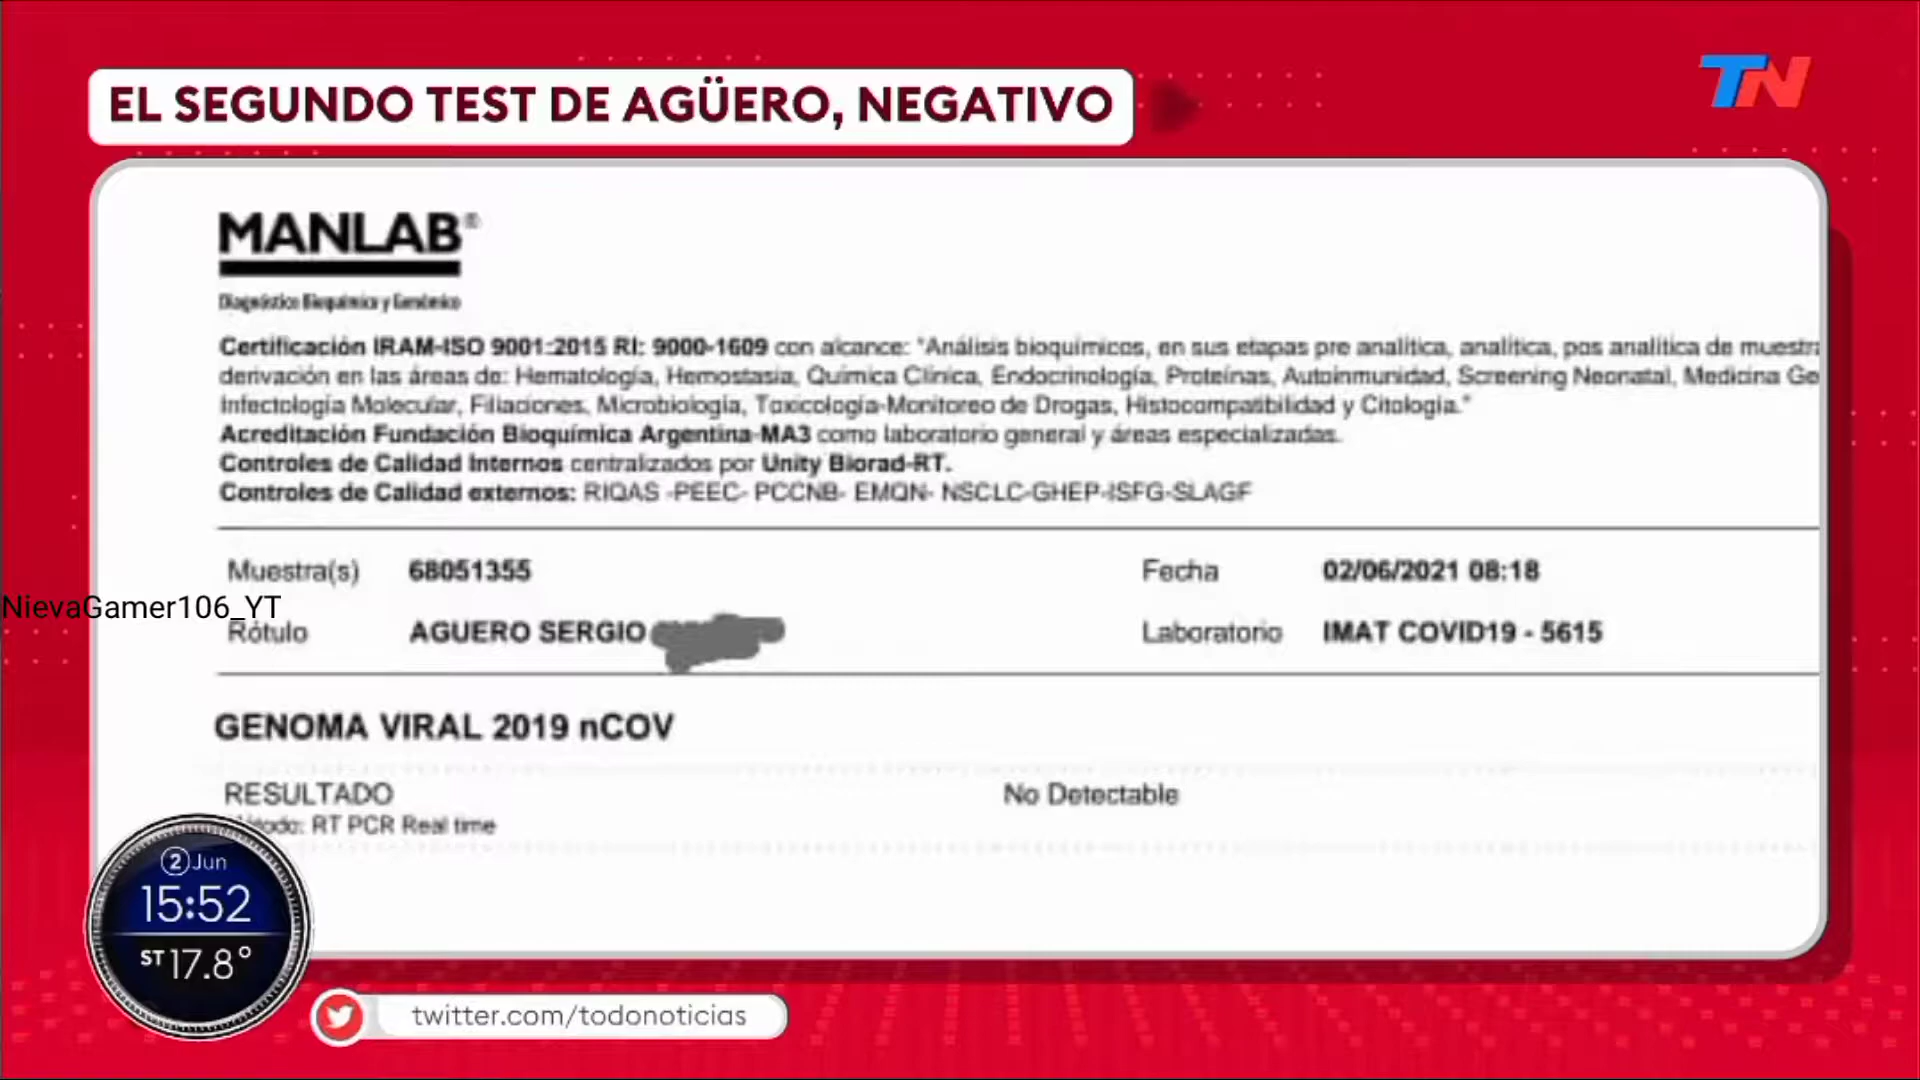 EL SEGUNDO TEST DE AGÜERO, NEGATIVO
TN
MANLAB®
Diagnóstico Bioquímico y Genómico
Certificación IRAM-ISO 9001:2015 RI: 9000-1609 con alcance: "Análisis bioquímicos, en sus etapas pre analítica, analítica, pos analítica de muestra
derivación en las áreas de: Hematología, Hemostasia, Química Clínica, Endocrinología, Proteínas, Autoinmunidad, Screening Neonatal, Medicina Ge
Infectología Molecular, Filiaciones, Microbiología, Toxicología-Monitoreo de Drogas, Histocompatibilidad y Citología."
Acreditación Fundación Bioquímica Argentina-MA3 como laboratorio general y áreas especializadas.
Controles de Calidad Internos centralizados por Unity Biorad-RT.
Controles de Calidad externos: RIQAS -PEEC- PCCNB- EMQN- NSCLC-GHEP-ISFG-SLAGF
Muestra(s) 68051355 Fecha 02/06/2021 08:18
NievaGamer106_YT
Rótulo AGUERO SERGIO Laboratorio IMAT COVID19 - 5615
GENOMA VIRAL 2019 nCOV
RESULTADO No Detectable
RT PCR Real time
2 Jun
15:52
ST 17.8°
twitter.com/todonoticias